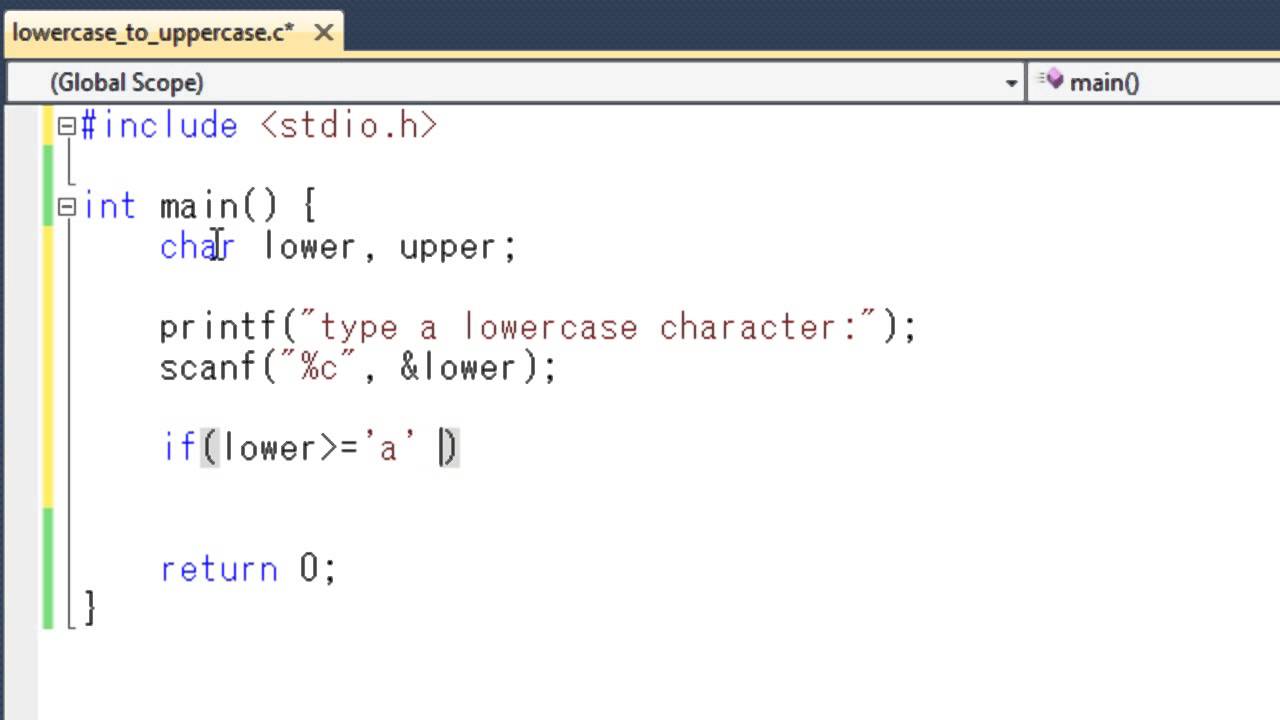 lowercase_to_uppercase.c*
(Global Scope) main()
#include <stdio.h>
int main() {
char lower, upper;
printf("type a lowercase character:");
scanf("%c", &lower);
if(lower>='a' )
return 0;
}